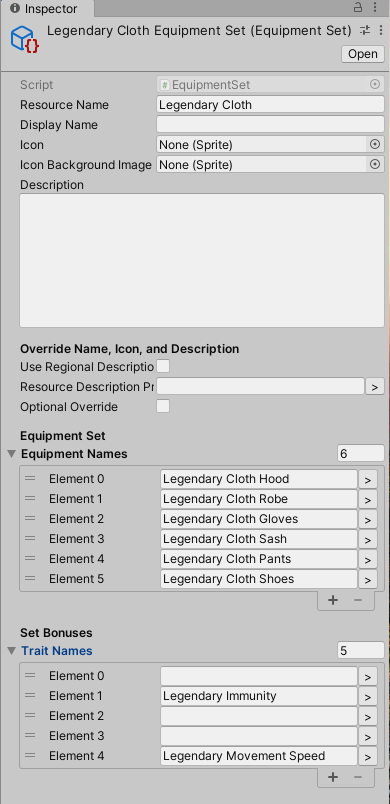 Inspector
Legendary Cloth Equipment Set (Equipment Set)
Open
Script EquipmentSet
Resource Name Legendary Cloth
Display Name
Icon None (Sprite)
Icon Background Image None (Sprite)
Description
Override Name, Icon, and Description
Use Regional Descriptio
Resource Description Pr >
Optional Override
Equipment Set
Equipment Names 6
Element 0 Legendary Cloth Hood >
Element 1 Legendary Cloth Robe >
Element 2 Legendary Cloth Gloves >
Element 3 Legendary Cloth Sash >
Element 4 Legendary Cloth Pants >
Element 5 Legendary Cloth Shoes >
+ −
Set Bonuses
Trait Names 5
Element 0 >
Element 1 Legendary Immunity >
Element 2 >
Element 3 >
Element 4 Legendary Movement Speed >
+ −